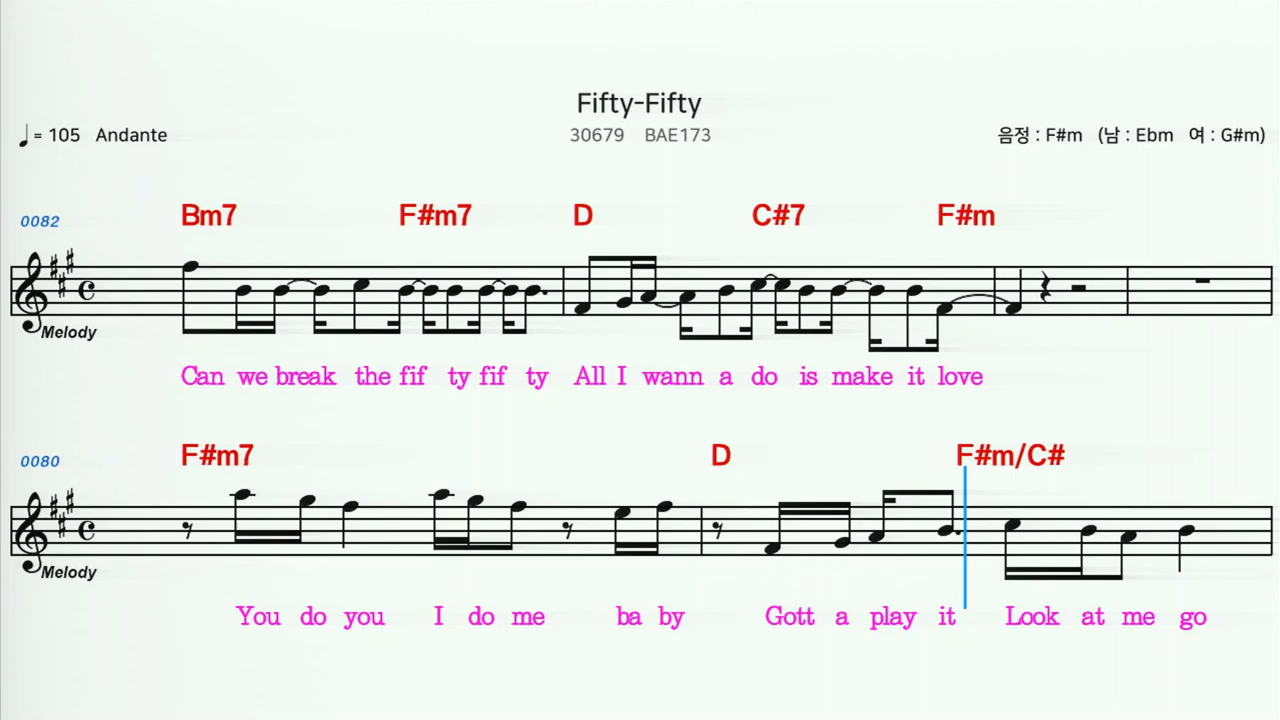 Fifty-Fifty
♩ = 105 Andante 30679 BAE173 음정 : F#m (남 : Ebm 여 : G#m)
0082 Bm7 F#m7 D C#7 F#m
Melody
Can we break the fif ty fif ty All I wann a do is make it love
0080 F#m7 D F#m/C#
Melody
You do you I do me ba by Gott a play it Look at me go